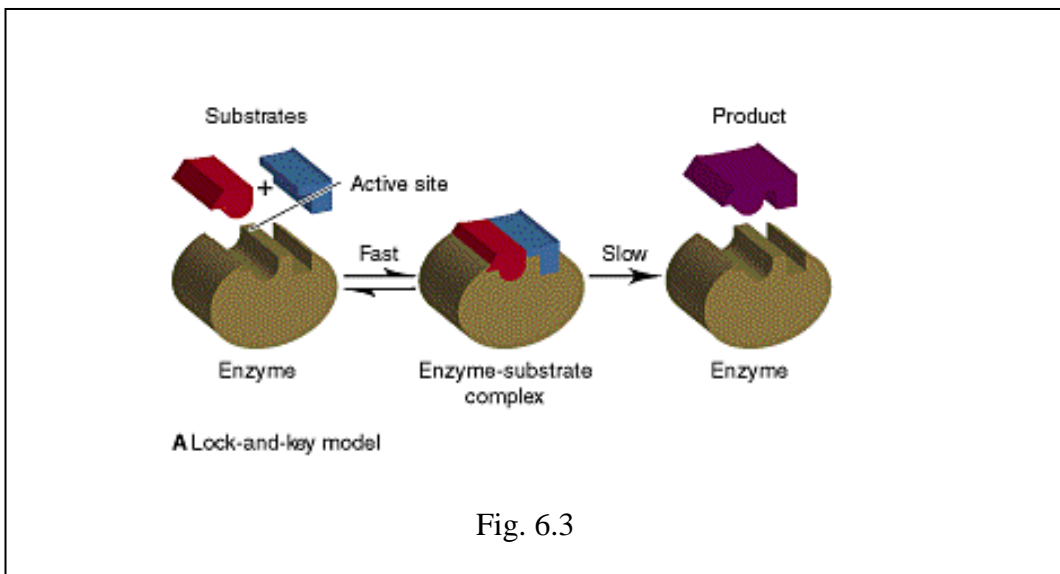 Substrates
Product
+
Active site
Fast
Slow
Enzyme
Enzyme-substrate
complex
Enzyme
A Lock-and-key model
Fig. 6.3